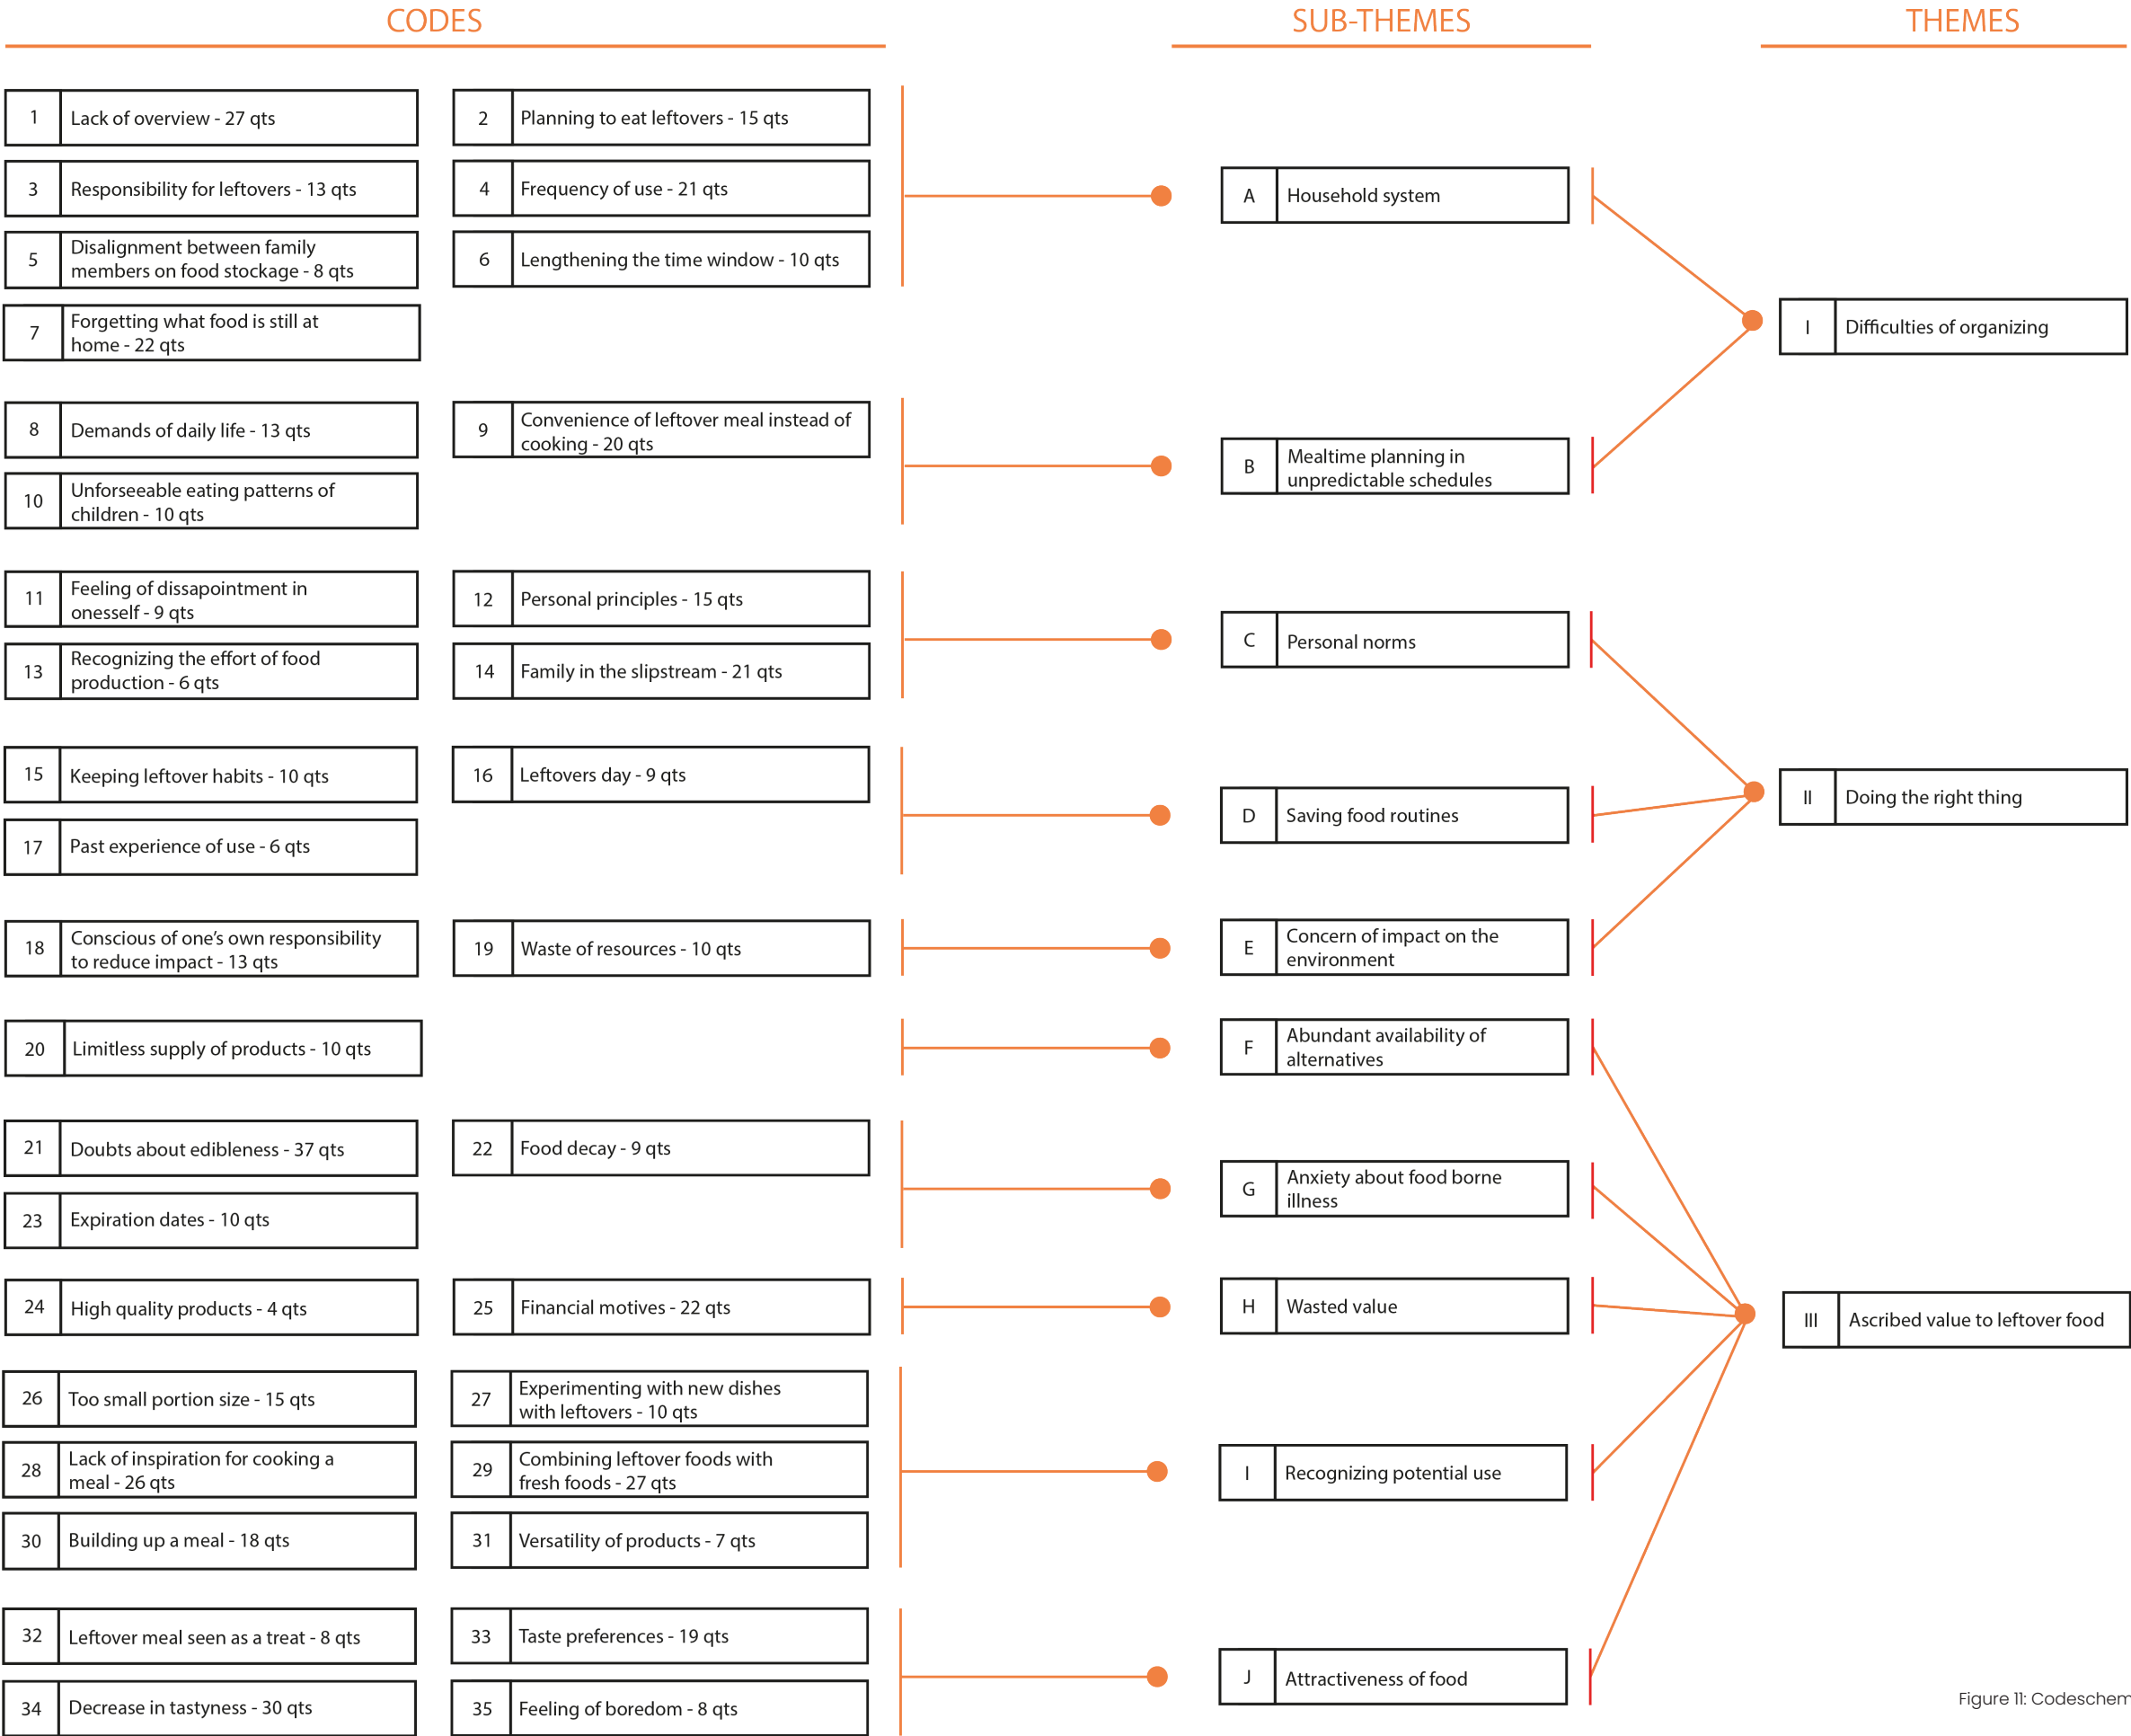 CODES
SUB-THEMES
THEMES
1
Lack of overview - 27 qts
2
Planning to eat leftovers - 15 qts
3
Responsibility for leftovers - 13 qts
4
Frequency of use - 21 qts
5
Disalignment between family
members on food stockage - 8 qts
6
Lengthening the time window - 10 qts
7
Forgetting what food is still at
home - 22 qts
A
Household system
8
Demands of daily life - 13 qts
9
Convenience of leftover meal instead of
cooking - 20 qts
10
Unforseeable eating patterns of
children - 10 qts
B
Mealtime planning in
unpredictable schedules
I
Difficulties of organizing
11
Feeling of dissapointment in
onesself - 9 qts
12
Personal principles - 15 qts
13
Recognizing the effort of food
production - 6 qts
14
Family in the slipstream - 21 qts
C
Personal norms
15
Keeping leftover habits - 10 qts
16
Leftovers day - 9 qts
17
Past experience of use - 6 qts
D
Saving food routines
18
Conscious of one’s own responsibility
to reduce impact - 13 qts
19
Waste of resources - 10 qts
E
Concern of impact on the
environment
II
Doing the right thing
20
Limitless supply of products - 10 qts
F
Abundant availability of
alternatives
21
Doubts about edibleness - 37 qts
22
Food decay - 9 qts
23
Expiration dates - 10 qts
G
Anxiety about food borne
illness
24
High quality products - 4 qts
25
Financial motives - 22 qts
H
Wasted value
26
Too small portion size - 15 qts
27
Experimenting with new dishes
with leftovers - 10 qts
28
Lack of inspiration for cooking a
meal - 26 qts
29
Combining leftover foods with
fresh foods - 27 qts
30
Building up a meal - 18 qts
31
Versatility of products - 7 qts
I
Recognizing potential use
32
Leftover meal seen as a treat - 8 qts
33
Taste preferences - 19 qts
34
Decrease in tastyness - 30 qts
35
Feeling of boredom - 8 qts
J
Attractiveness of food
III
Ascribed value to leftover food
Figure 11: Codeschem